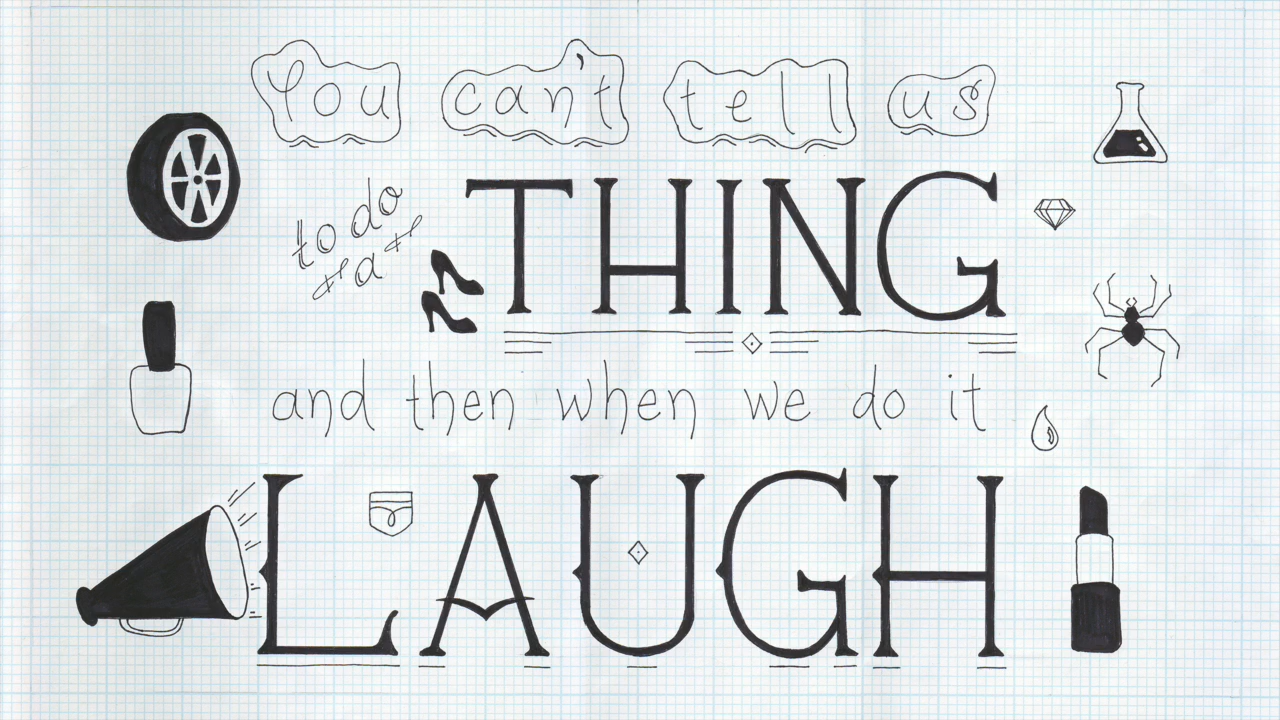 You can't tell us
to do
a
THING
and then when we do it
LAUGH